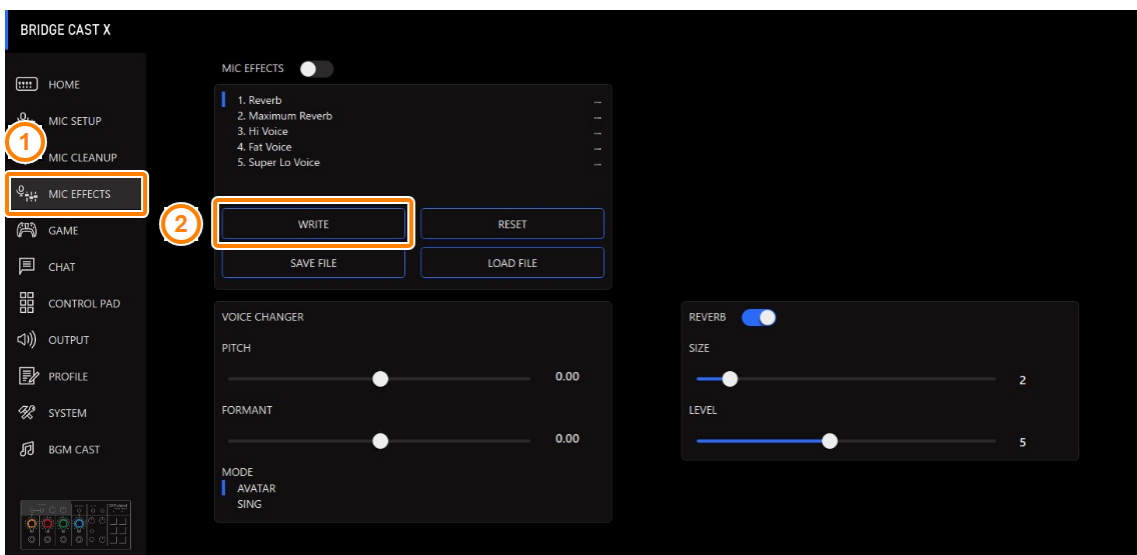 BRIDGE CAST X
HOME
MIC SETUP
1
MIC CLEANUP
MIC EFFECTS
GAME
CHAT
CONTROL PAD
OUTPUT
PROFILE
SYSTEM
BGM CAST
MIC EFFECTS
1. Reverb ...
2. Maximum Reverb ...
3. Hi Voice ...
4. Fat Voice ...
5. Super Lo Voice ...
2
WRITE RESET
SAVE FILE LOAD FILE
VOICE CHANGER
PITCH
0.00
FORMANT
0.00
MODE
AVATAR
SING
REVERB
SIZE
2
LEVEL
5